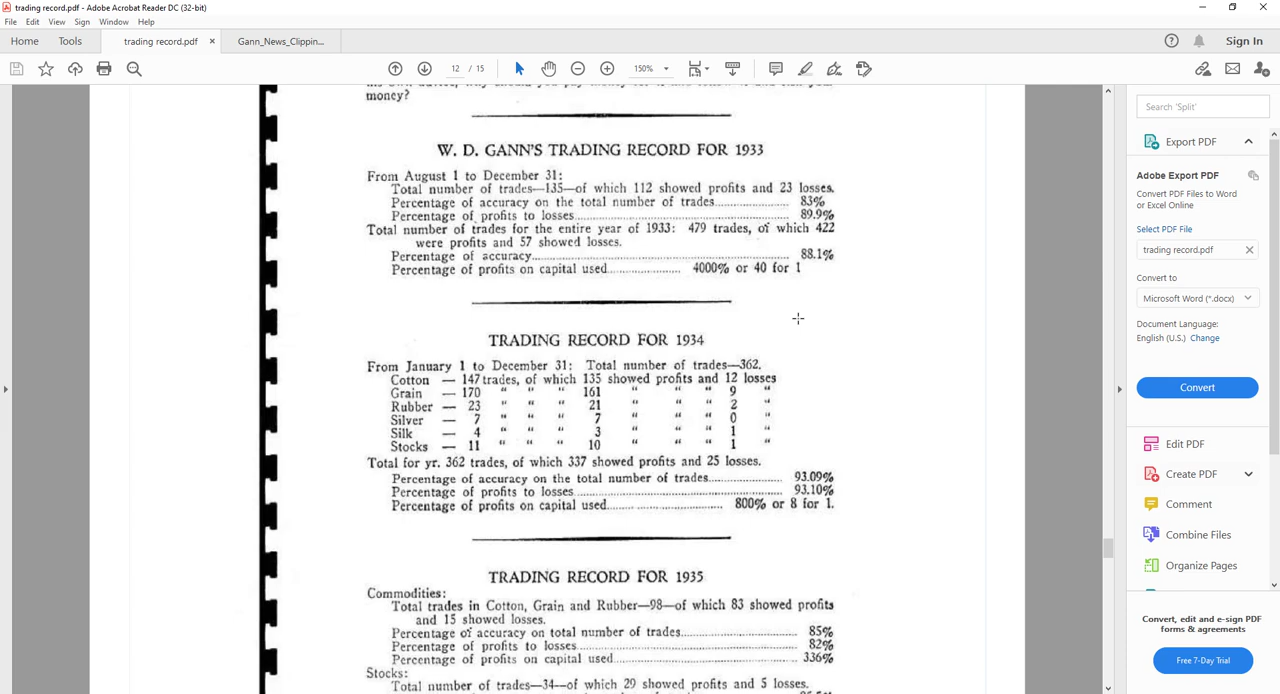 trading record.pdf - Adobe Acrobat Reader DC (32-bit)
File Edit View Sign Window Help
Home Tools trading record.pdf × Gann_News_Clippin... Sign In
12 / 15 150%
money?
W. D. GANN'S TRADING RECORD FOR 1933
From August 1 to December 31:
Total number of trades—135—of which 112 showed profits and 23 losses.
Percentage of accuracy on the total number of trades.................... 83%
Percentage of profits to losses.................... 89.9%
Total number of trades for the entire year of 1933: 479 trades, of which 422
were profits and 57 showed losses.
Percentage of accuracy.................... 88.1%
Percentage of profits on capital used.................... 4000% or 40 for 1
TRADING RECORD FOR 1934
From January 1 to December 31: Total number of trades—362.
Cotton — 147 trades, of which 135 showed profits and 12 losses
Grain — 170 " " " 161 " " " 9 "
Rubber — 23 " " " 21 " " " 2 "
Silver — 7 " " " 7 " " " 0 "
Silk — 4 " " " 3 " " " 1 "
Stocks — 11 " " " 10 " " " 1 "
Total for yr. 362 trades, of which 337 showed profits and 25 losses.
Percentage of accuracy on the total number of trades.................... 93.09%
Percentage of profits to losses.................... 93.10%
Percentage of profits on capital used.................... 800% or 8 for 1.
TRADING RECORD FOR 1935
Commodities:
Total trades in Cotton, Grain and Rubber—98—of which 83 showed profits
and 15 showed losses.
Percentage of accuracy on total number of trades.................... 85%
Percentage of profits to losses.................... 82%
Percentage of profits on capital used.................... 336%
Stocks:
Total number of trades—34—of which 29 showed profits and 5 losses.
Search 'Split'
Export PDF
Adobe Export PDF
Convert PDF Files to Word
or Excel Online
Select PDF File
trading record.pdf ×
Convert to
Microsoft Word (*.docx)
Document Language:
English (U.S.) Change
Convert
Edit PDF
Create PDF
Comment
Combine Files
Organize Pages
Convert, edit and e-sign PDF
forms & agreements
Free 7-Day Trial